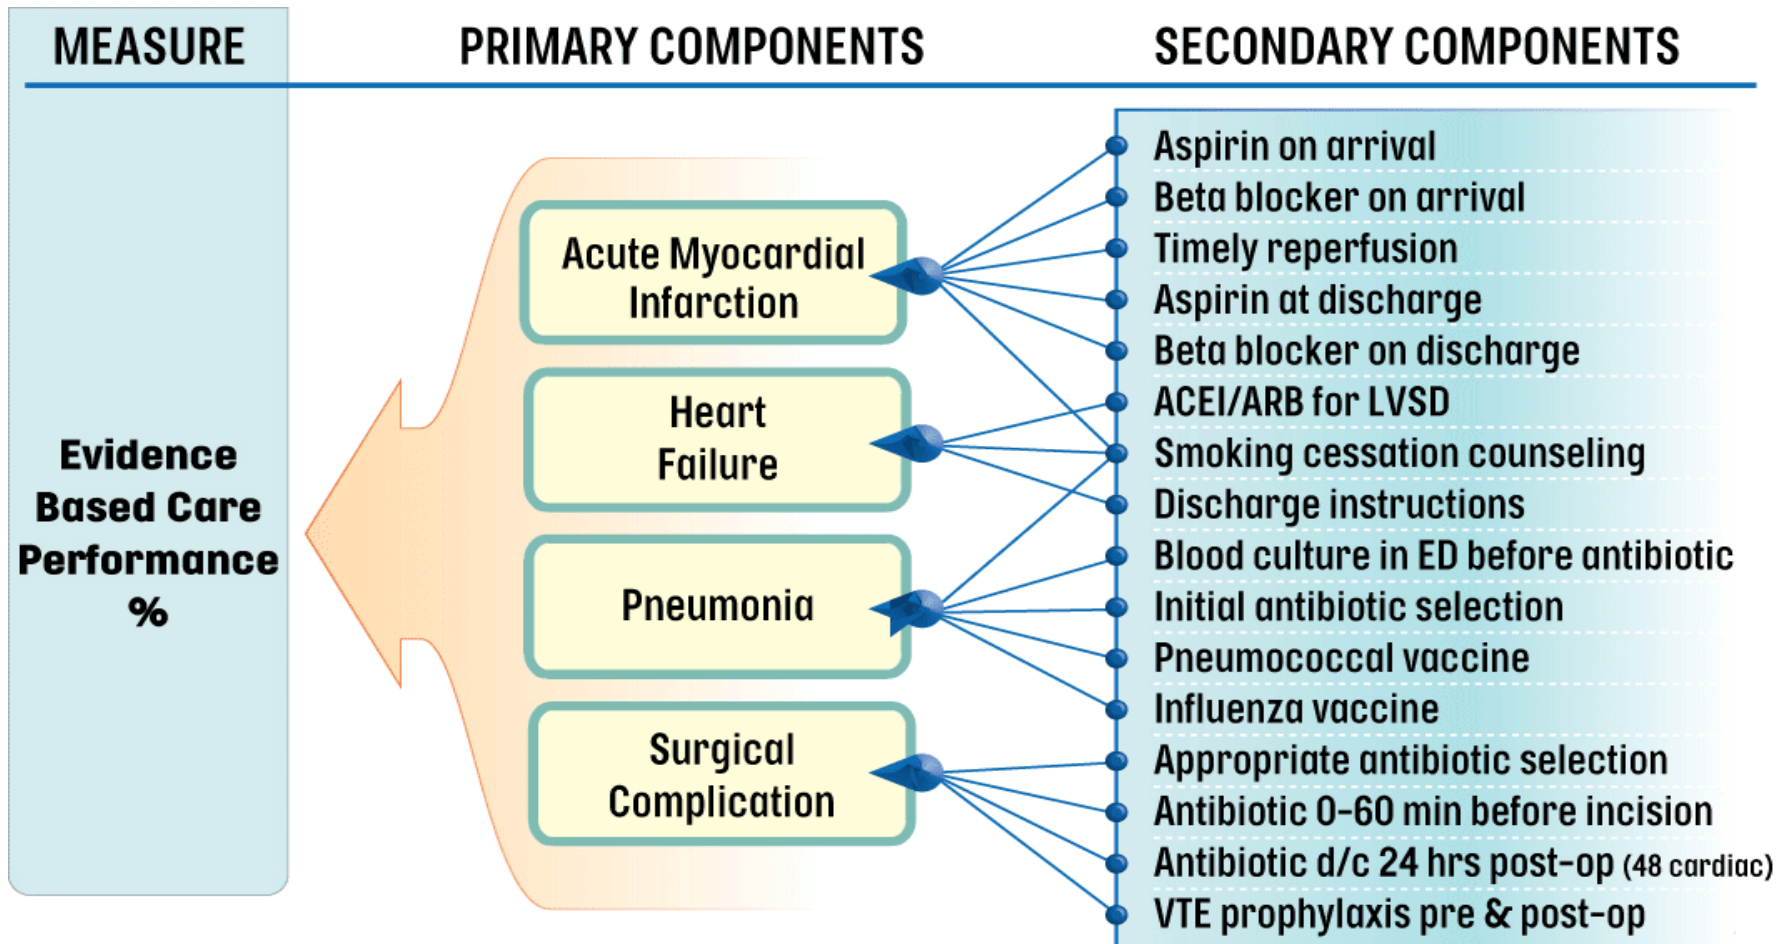 MEASURE
PRIMARY COMPONENTS
SECONDARY COMPONENTS
Evidence
Based Care
Performance
%
Acute Myocardial
Infarction
Heart
Failure
Pneumonia
Surgical
Complication
Aspirin on arrival
Beta blocker on arrival
Timely reperfusion
Aspirin at discharge
Beta blocker on discharge
ACEI/ARB for LVSD
Smoking cessation counseling
Discharge instructions
Blood culture in ED before antibiotic
Initial antibiotic selection
Pneumococcal vaccine
Influenza vaccine
Appropriate antibiotic selection
Antibiotic 0-60 min before incision
Antibiotic d/c 24 hrs post-op (48 cardiac)
VTE prophylaxis pre & post-op